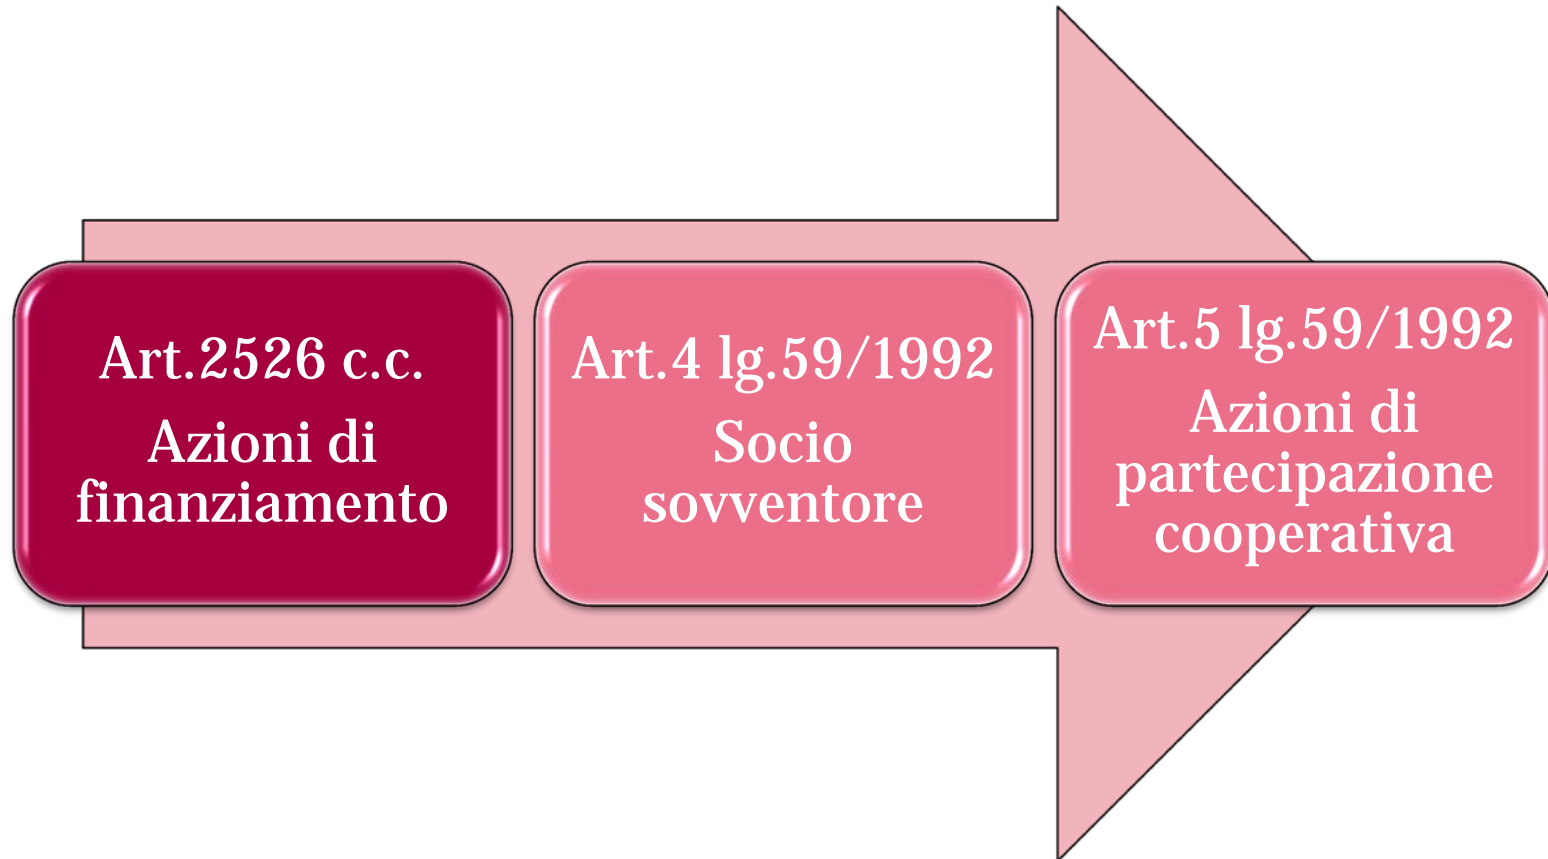 Art.2526 c.c.
Azioni di
finanziamento
Art.4 lg.59/1992
Socio
sovventore
Art.5 lg.59/1992
Azioni di
partecipazione
cooperativa